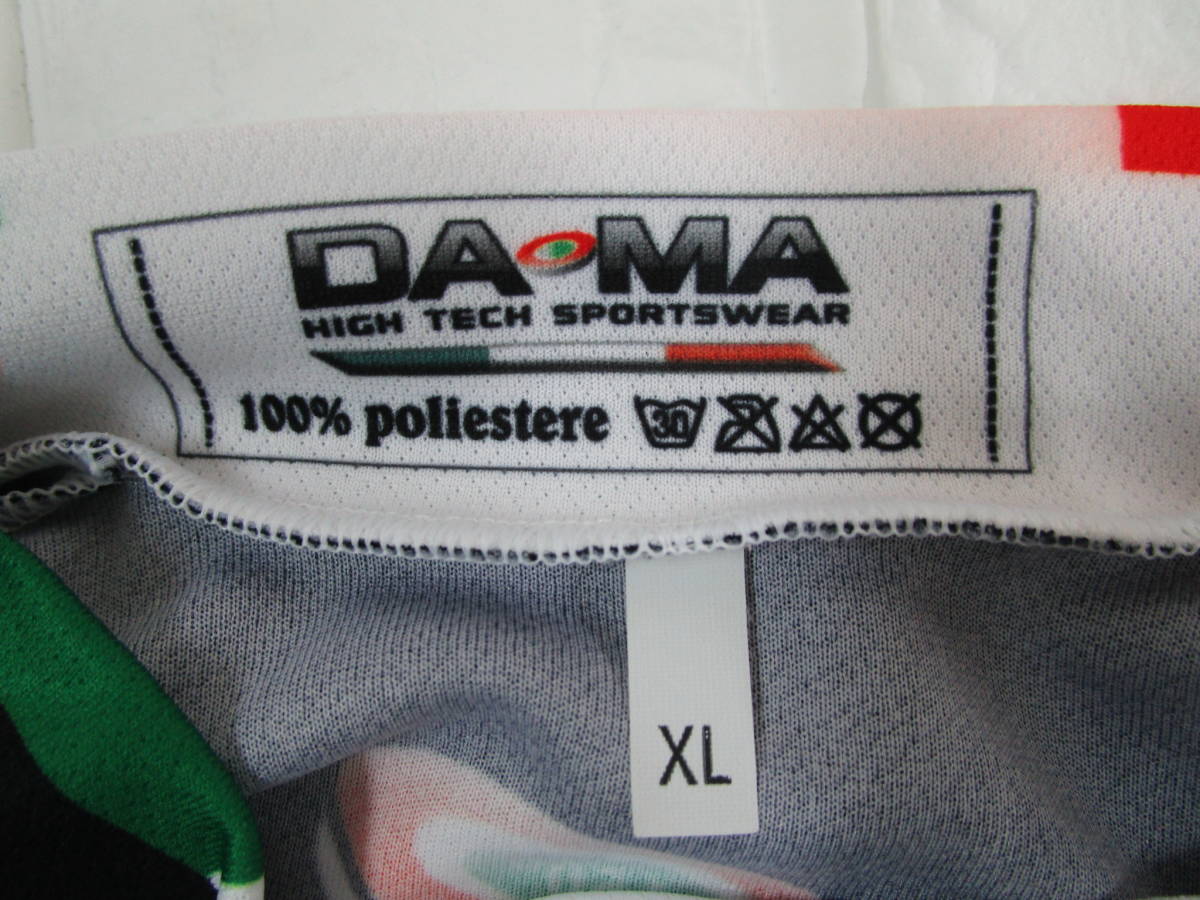 DA MA
HIGH TECH SPORTSWEAR
100% poliestere 30
XL